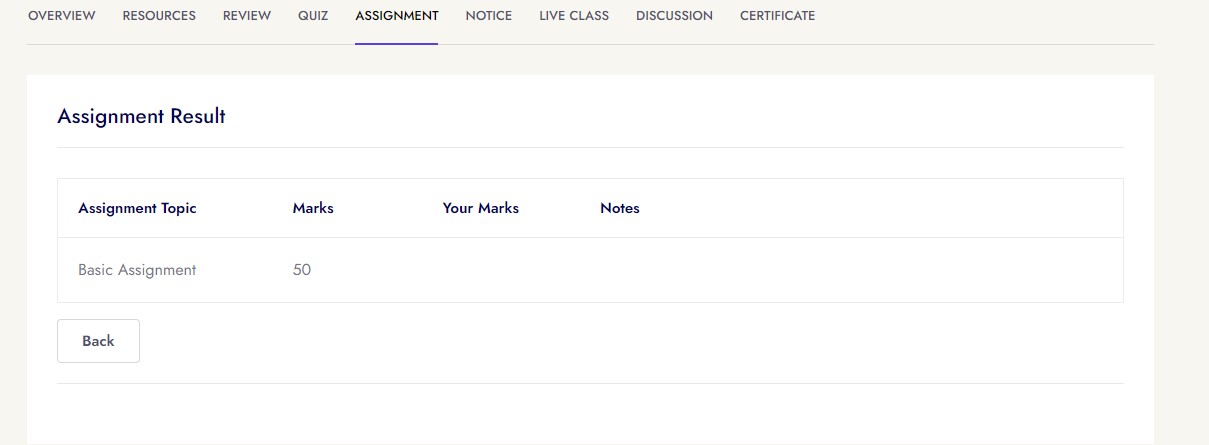 OVERVIEW RESOURCES REVIEW QUIZ ASSIGNMENT NOTICE LIVE CLASS DISCUSSION CERTIFICATE
Assignment Result
Assignment Topic Marks Your Marks Notes
Basic Assignment 50
Back